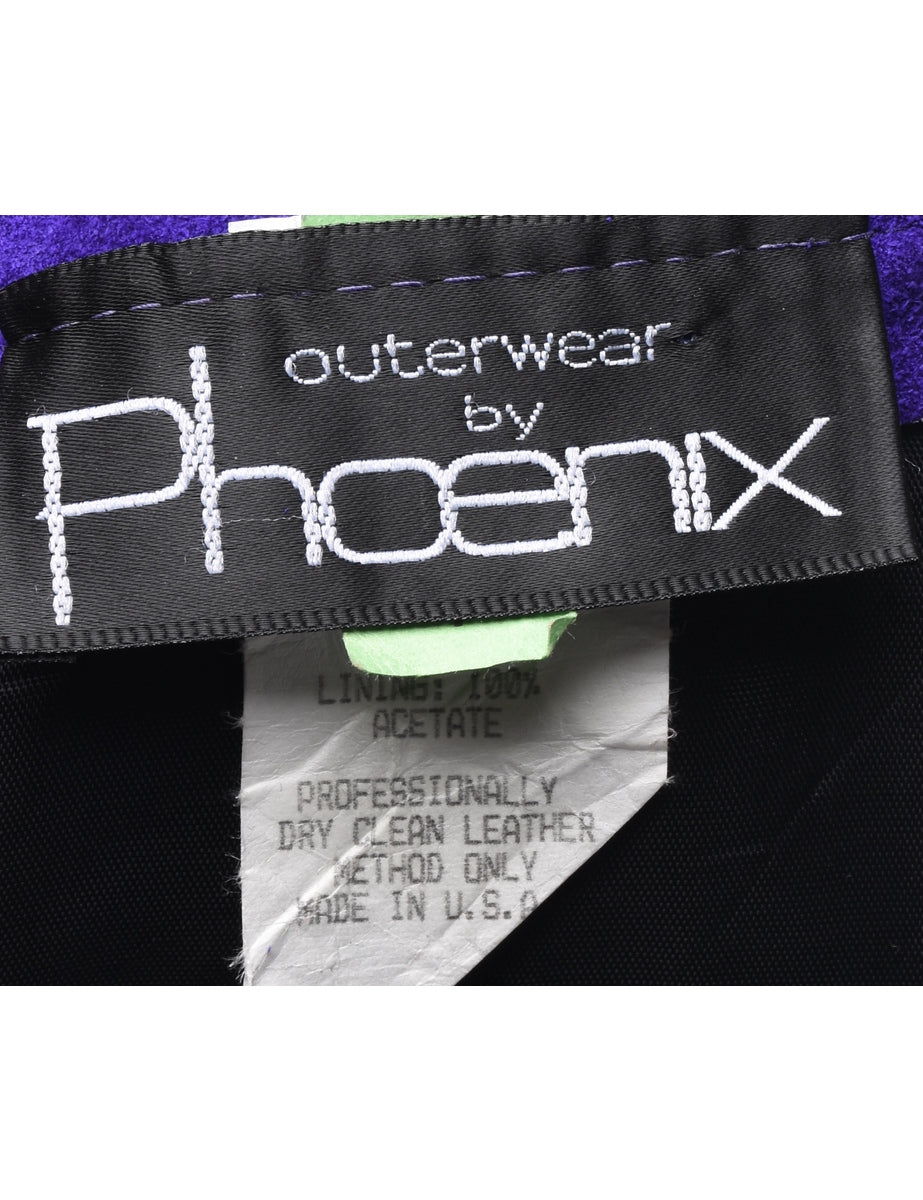 outerwear
by
Phoenix
LINING: 100%
ACETATE
PROFESSIONALLY
DRY CLEAN LEATHER
METHOD ONLY
MADE IN U.S.A